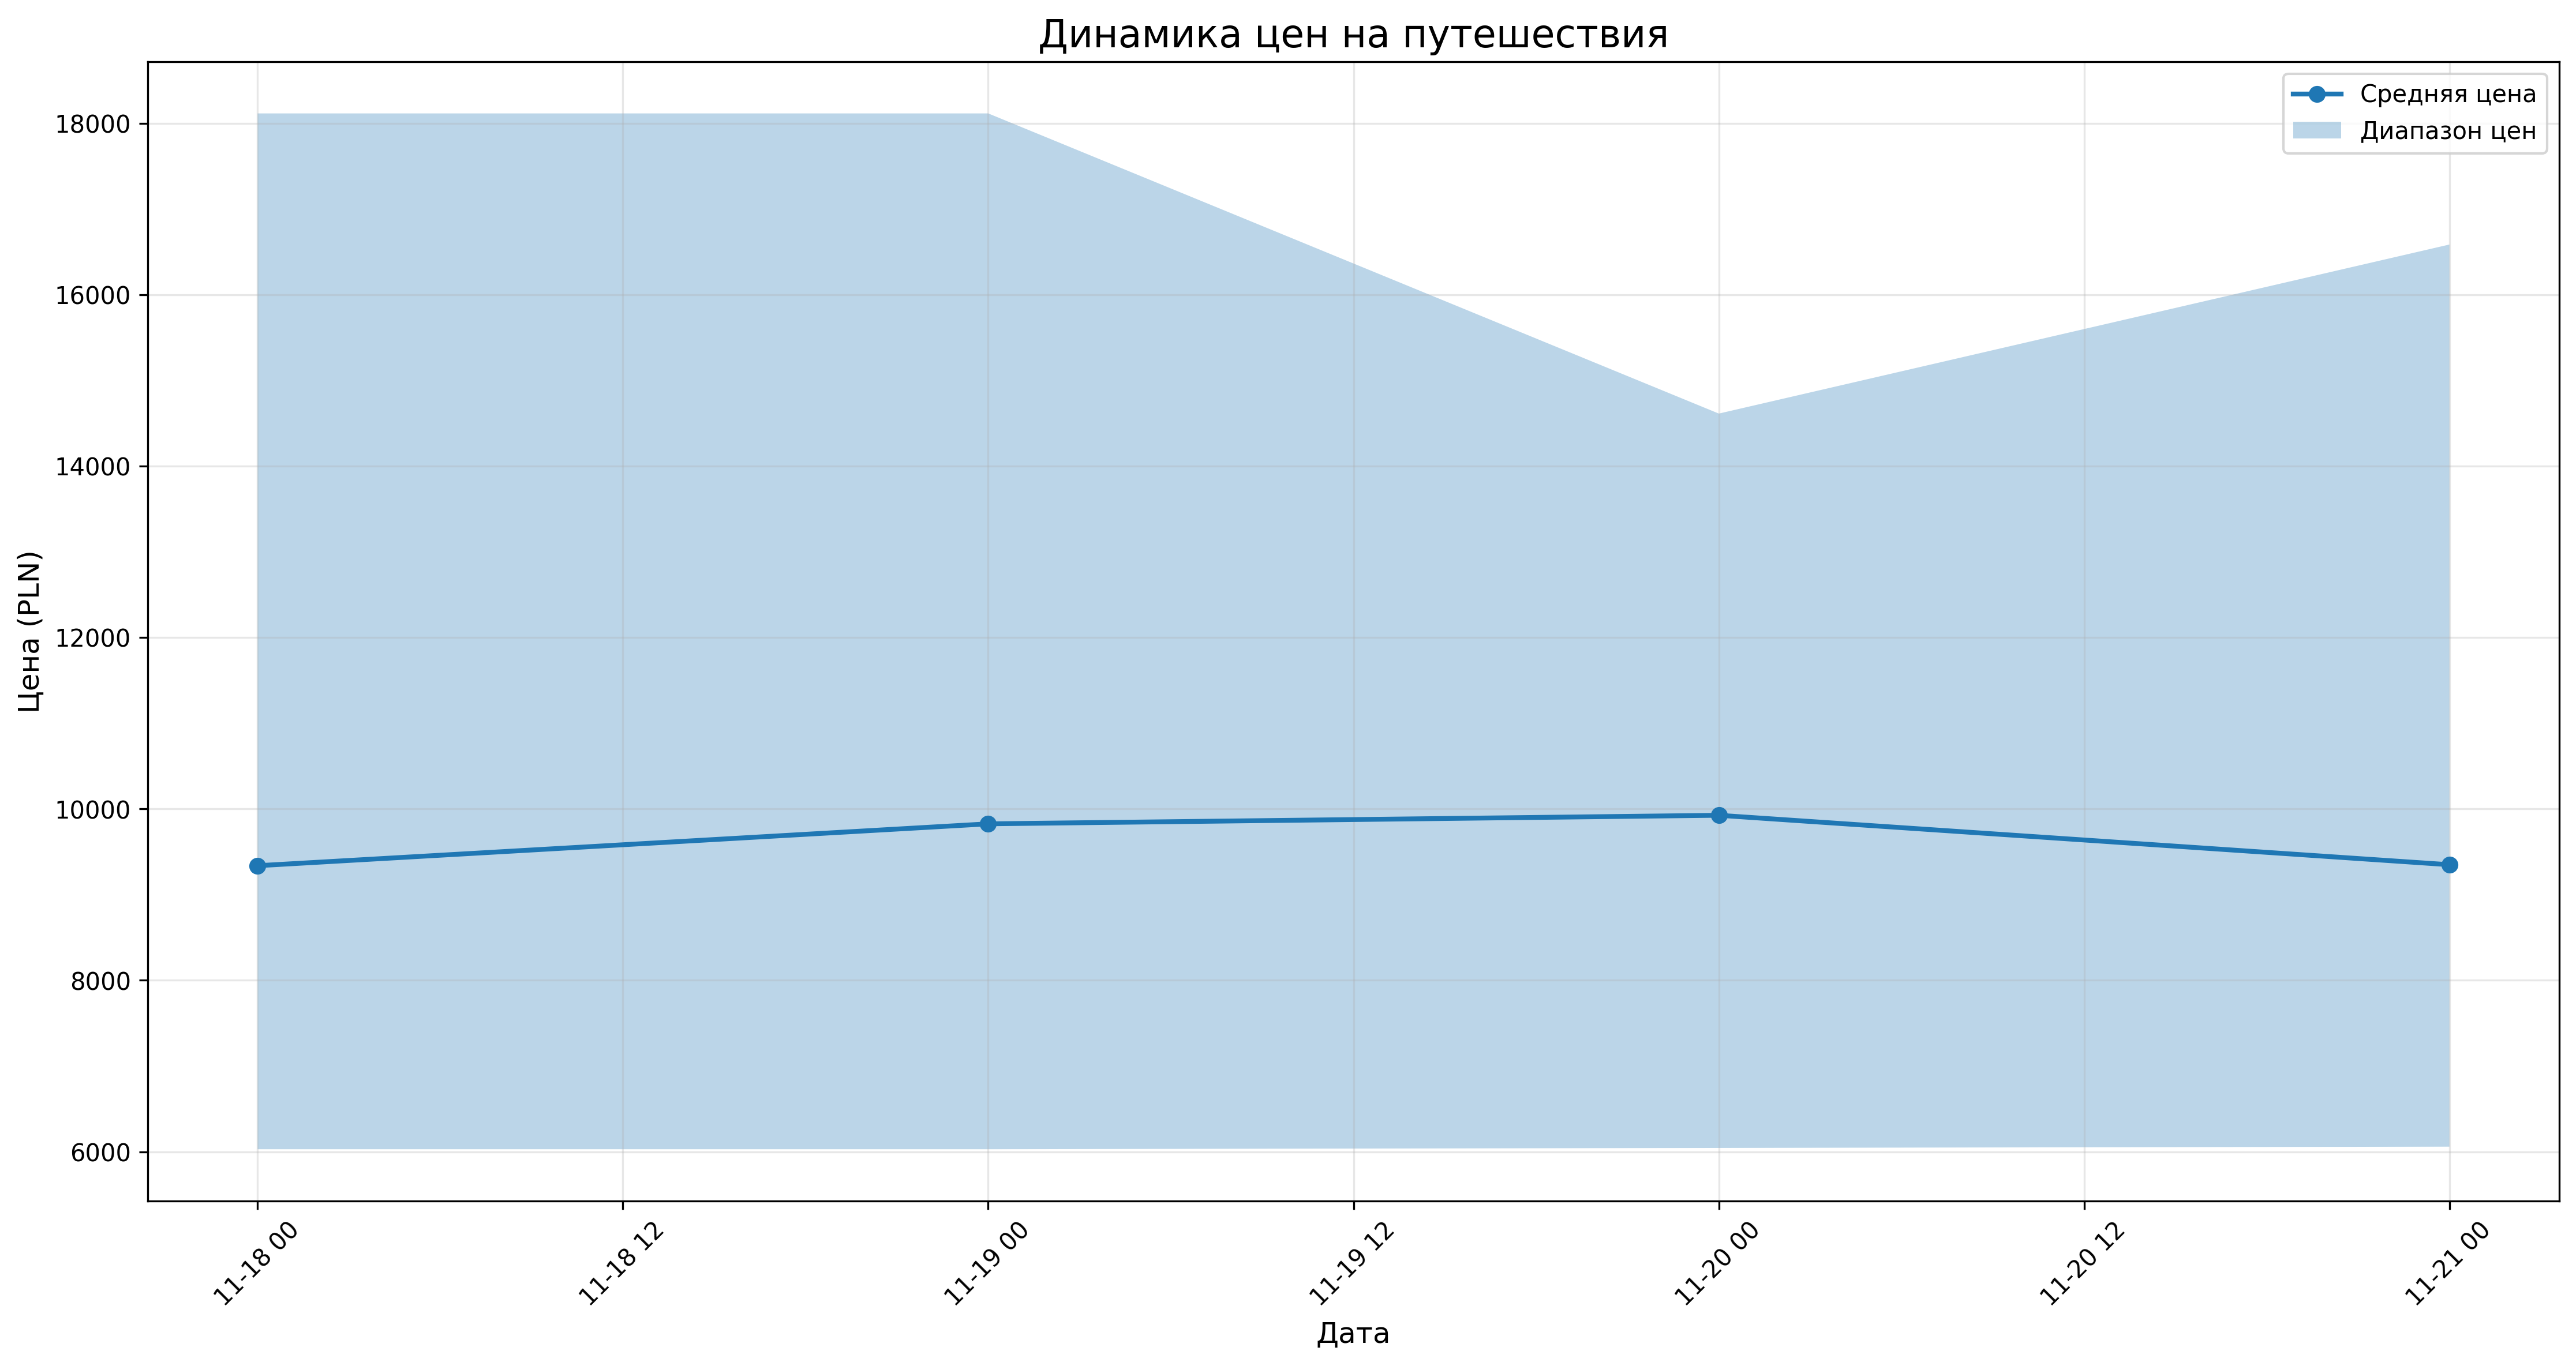 Динамика цен на путешествия
Средняя цена
Диапазон цен
Цена (PLN)
18000
16000
14000
12000
10000
8000
6000
11-18 00
11-18 12
11-19 00
11-19 12
11-20 00
11-20 12
11-21 00
Дата